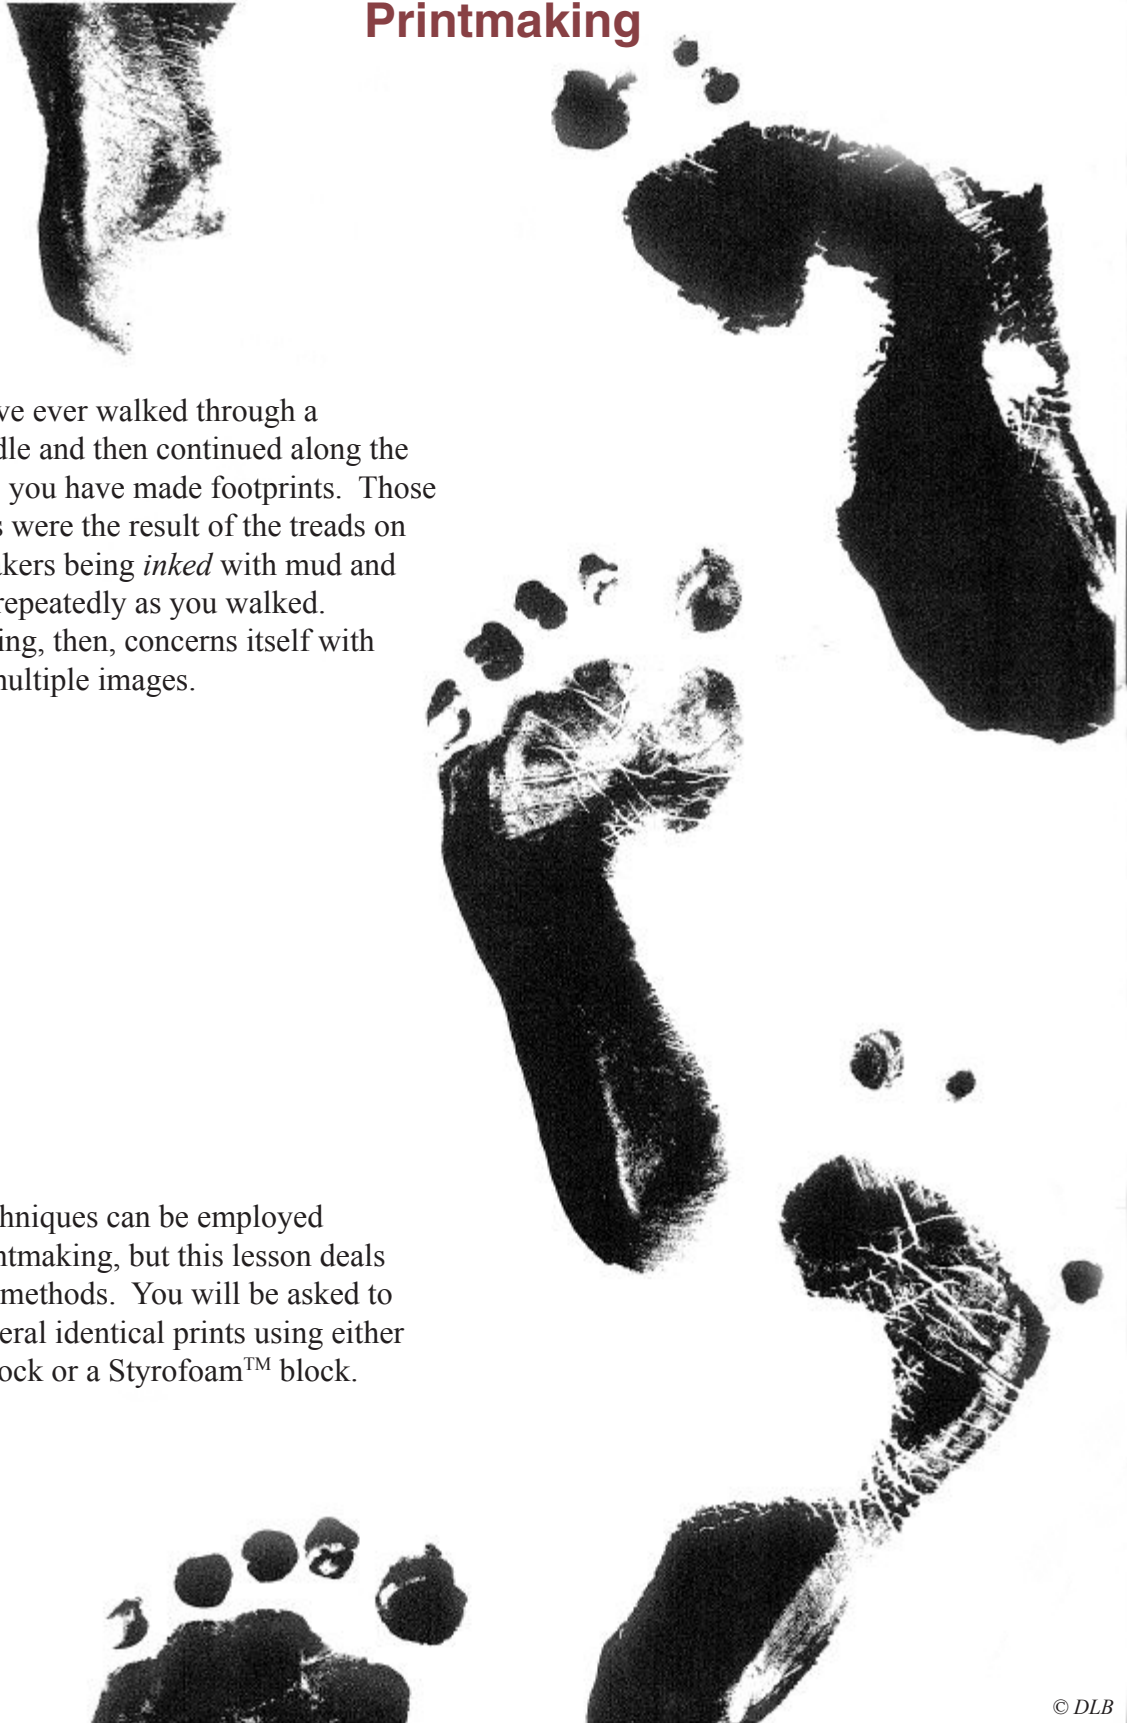 Printmaking
ve ever walked through a
dle and then continued along the
, you have made footprints. Those
s were the result of the treads on
akers being inked with mud and
repeatedly as you walked.
ing, then, concerns itself with
multiple images.
hniques can be employed
ntmaking, but this lesson deals
methods. You will be asked to
eral identical prints using either
ock or a Styrofoam™ block.
© DLB